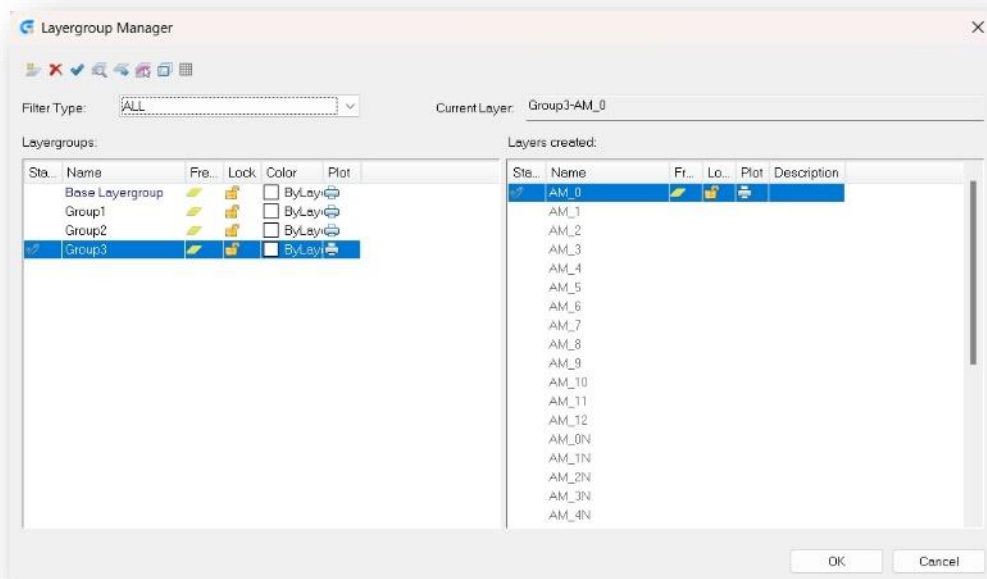 Layergroup Manager
Filter Type: ALL Current Layer: Group3-AM_0
Layergroups:
Sta... Name Fre... Lock Color Plot
Base Layergroup ByLay
Group1 ByLay
Group2 ByLay
Group3 ByLay
Layers created:
Sta... Name Fr... Lo... Plot Description
AM_0
AM_1
AM_2
AM_3
AM_4
AM_5
AM_6
AM_7
AM_8
AM_9
AM_10
AM_11
AM_12
AM_0N
AM_1N
AM_2N
AM_3N
AM_4N
OK Cancel